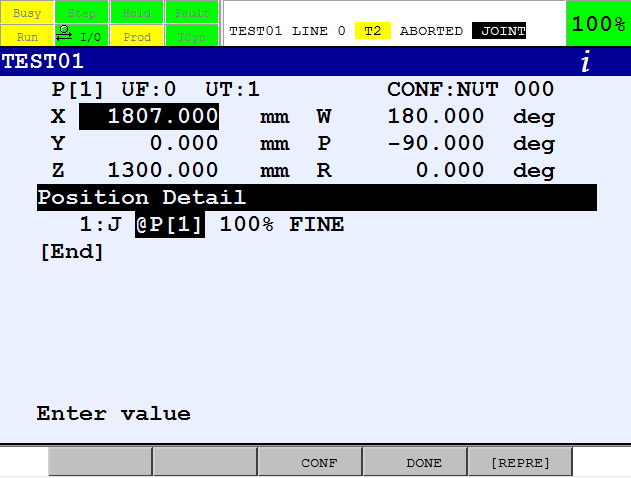 Busy Step Hold Fault
Run I/O Prod TCyc
TEST01 LINE 0 T2 ABORTED JOINT
100%
TEST01 i
P[1] UF:0 UT:1 CONF:NUT 000
X 1807.000 mm W 180.000 deg
Y 0.000 mm P -90.000 deg
Z 1300.000 mm R 0.000 deg
Position Detail
1:J @P[1] 100% FINE
[End]
Enter value
CONF DONE [REPRE]